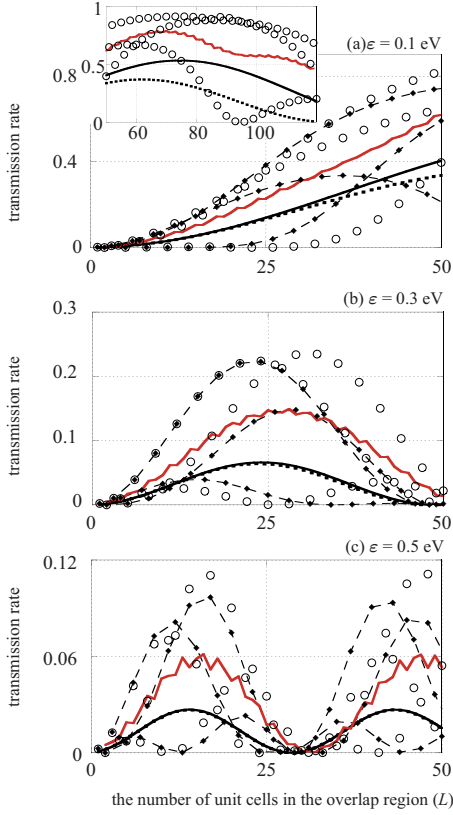 1
(a) ε = 0.1 eV
0.5
0.8
0
60 80 100
transmission rate
0.4
0
0 25 50
(b) ε = 0.3 eV
0.3
0.2
transmission rate
0.1
0
0 25 50
(c) ε = 0.5 eV
0.12
transmission rate
0.06
0
0 25 50
the number of unit cells in the overlap region (L)